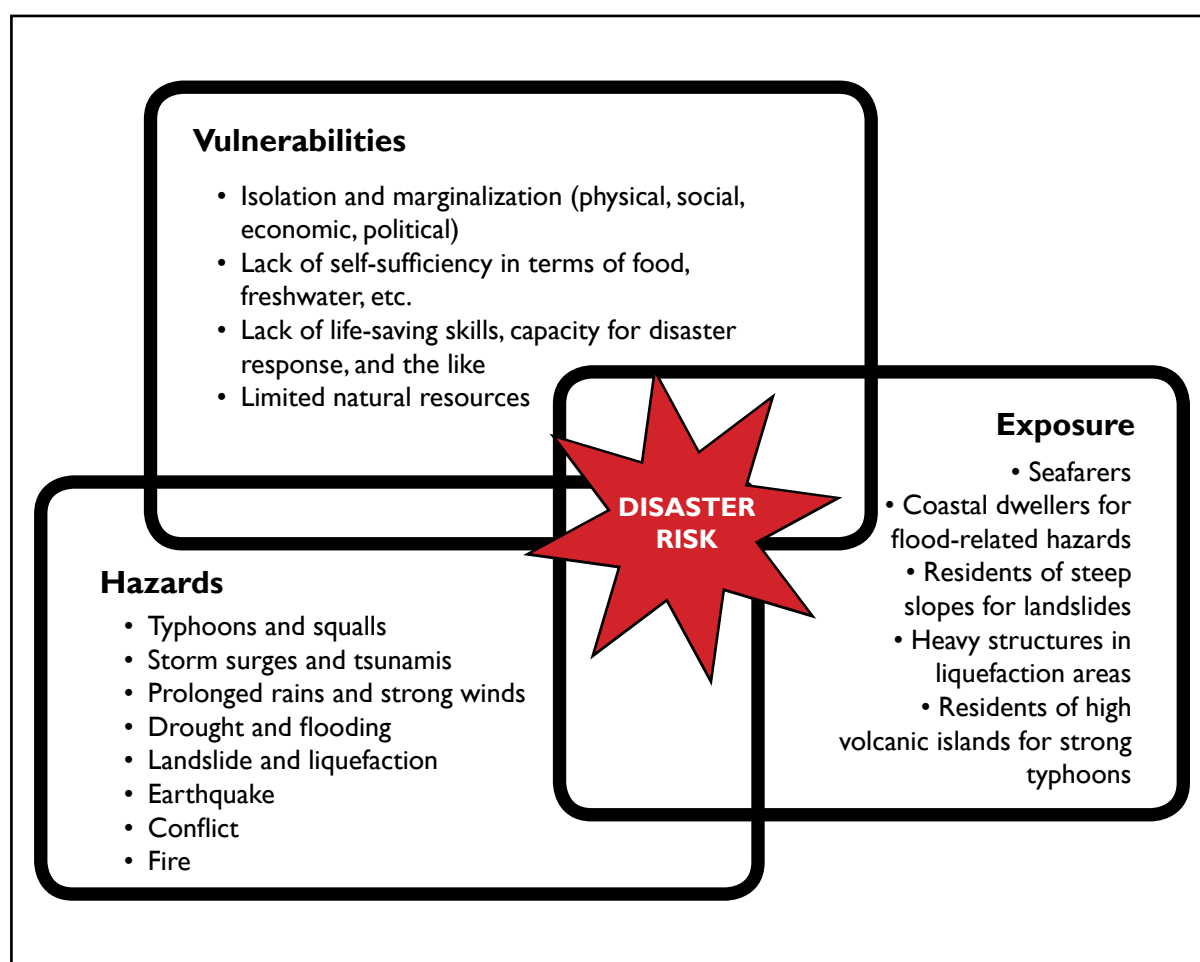 Vulnerabilities
• Isolation and marginalization (physical, social,
economic, political)
• Lack of self-sufficiency in terms of food,
freshwater, etc.
• Lack of life-saving skills, capacity for disaster
response, and the like
• Limited natural resources
Exposure
• Seafarers
• Coastal dwellers for
flood-related hazards
• Residents of steep
slopes for landslides
• Heavy structures in
liquefaction areas
• Residents of high
volcanic islands for strong
typhoons
DISASTER
RISK
Hazards
• Typhoons and squalls
• Storm surges and tsunamis
• Prolonged rains and strong winds
• Drought and flooding
• Landslide and liquefaction
• Earthquake
• Conflict
• Fire